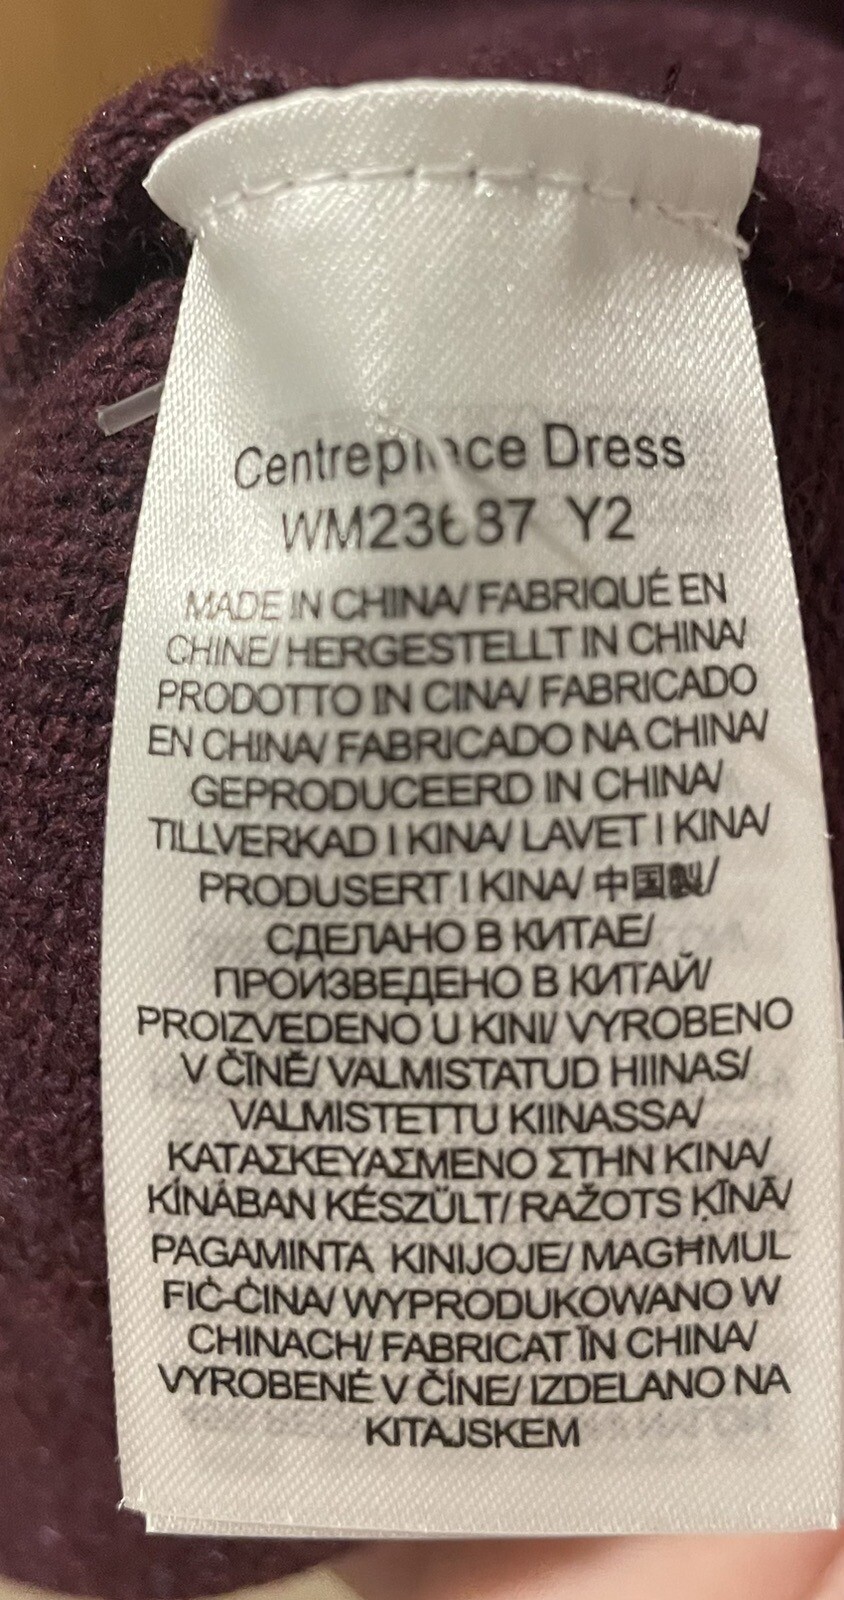 Centrepiece Dress
WM23687 Y2
MADE IN CHINA/ FABRIQUÉ EN
CHINE/ HERGESTELLT IN CHINA/
PRODOTTO IN CINA/ FABRICADO
EN CHINA/ FABRICADO NA CHINA/
GEPRODUCEERD IN CHINA/
TILLVERKAD I KINA/ LAVET I KINA/
PRODUSERT I KINA/ 中国製/
СДЕЛАНО В КИТАЕ/
ПРОИЗВЕДЕНО В КИТАЙ/
PROIZVEDENO U KINI/ VYROBENO
V ČĪNĚ/ VALMISTATUD HIINAS/
VALMISTETTU KIINASSA/
ΚΑΤΑΣΚΕΥΑΣΜΕΝΟ ΣΤΗΝ ΚΙΝΑ/
KÍNÁBAN KÉSZÜLT/ RAŽOTS ĶĪNĀ/
PAGAMINTA KINIJOJE/ MAGĦMUL
FIĊ-ĊINA/ WYPRODUKOWANO W
CHINACH/ FABRICAT ÎN CHINA/
VYROBENÉ V ČÍNE/ IZDELANO NA
KITAJSKEM